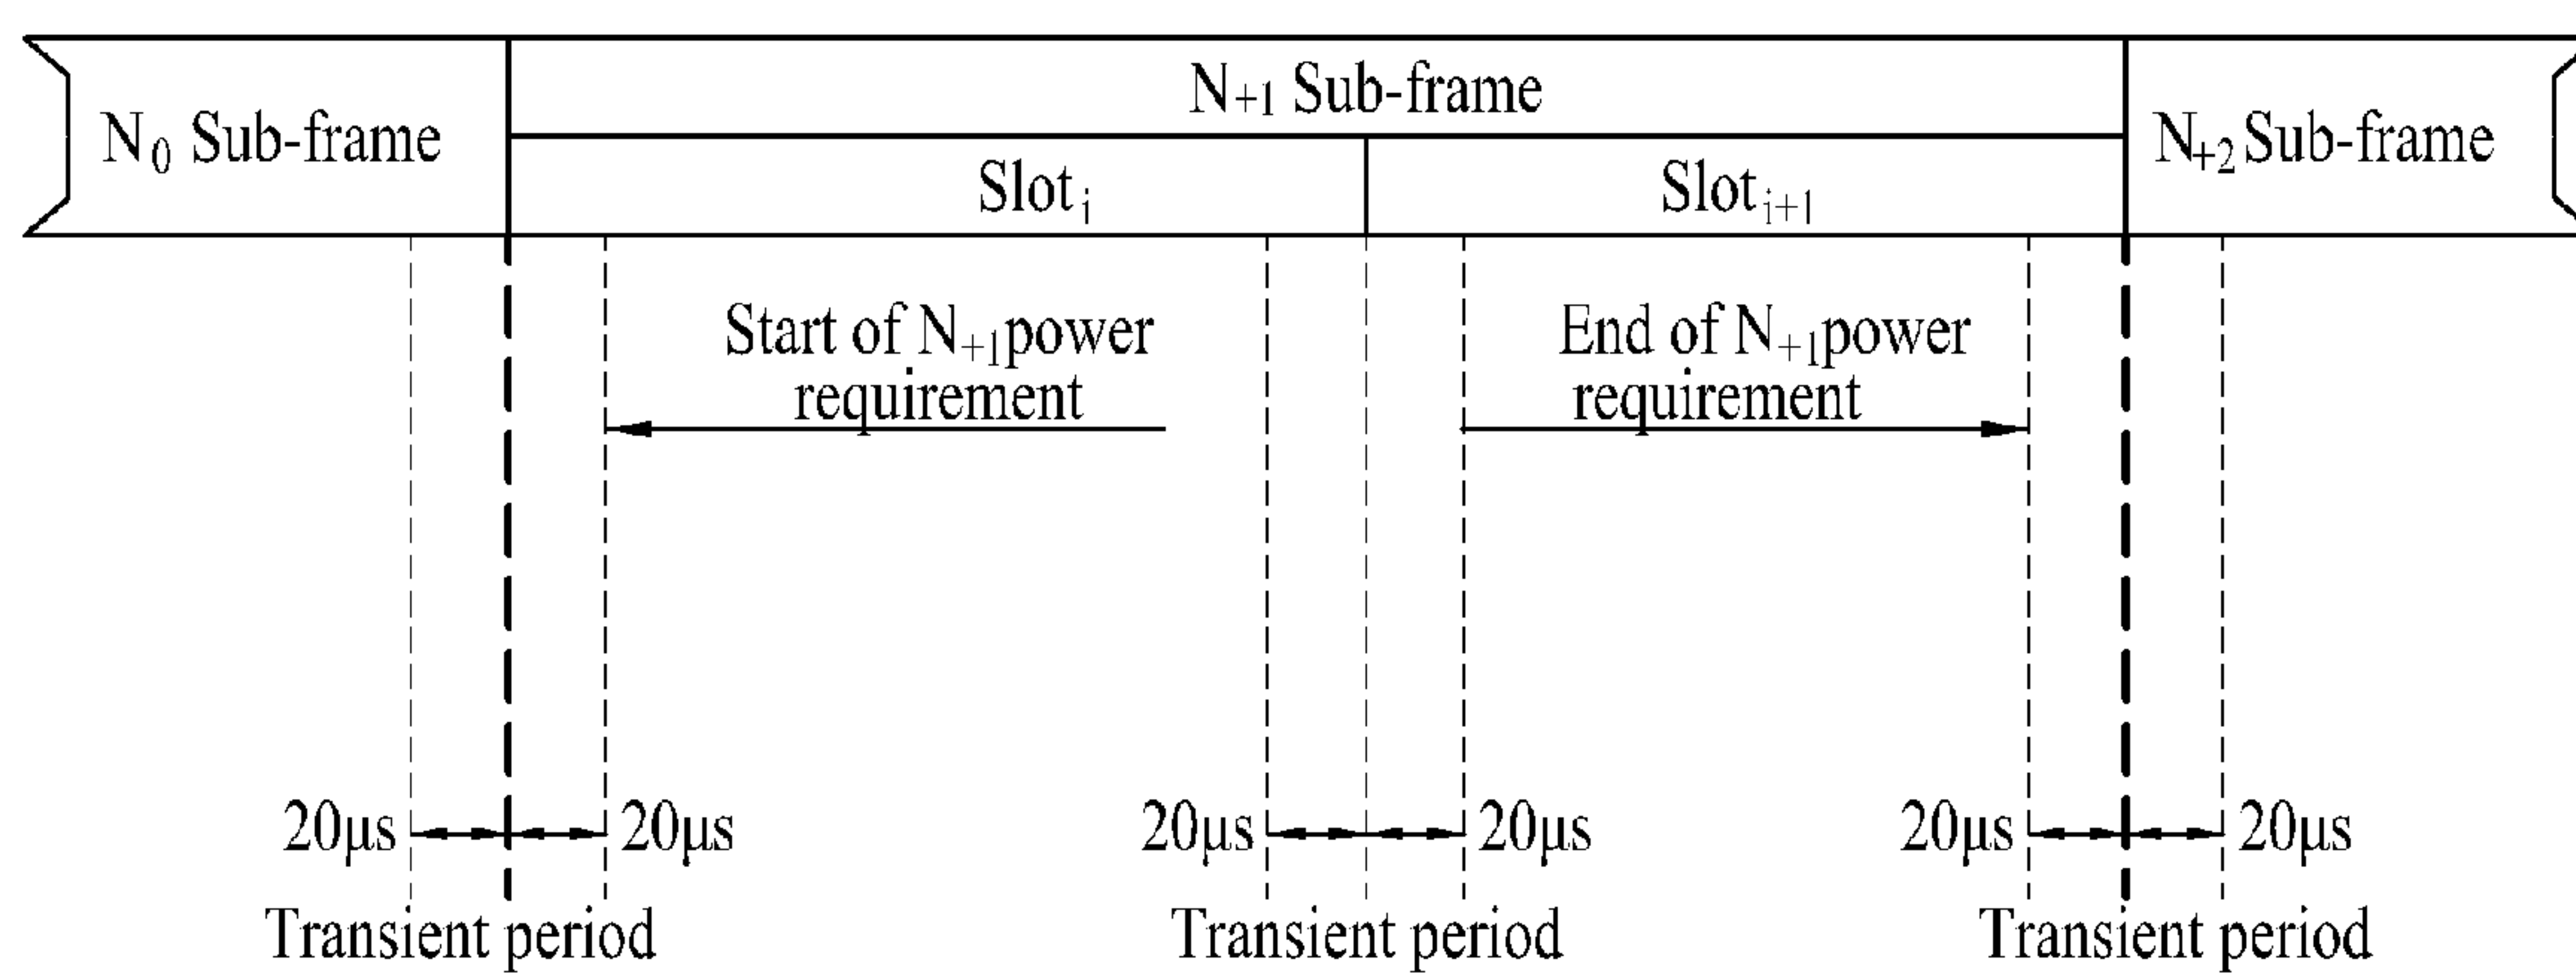 N+1 Sub-frame
N0 Sub-frame
N+2 Sub-frame
Slot i
Slot i+1
Start of N+1 power
requirement
End of N+1 power
requirement
20μs
20μs
20μs
20μs
20μs
20μs
Transient period
Transient period
Transient period